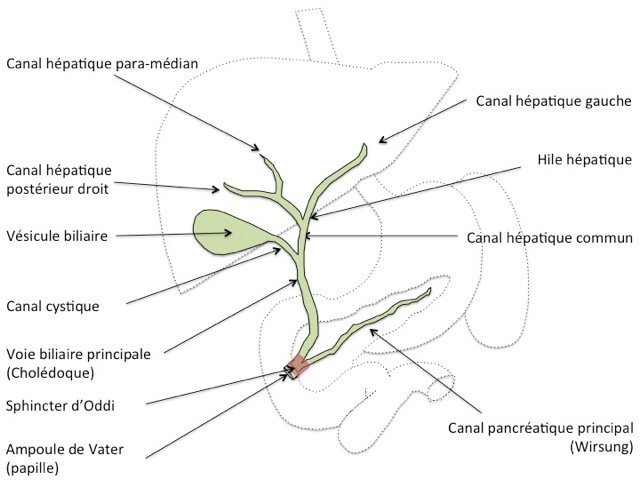 Canal hépatique para-médian
Canal hépatique gauche
Hile hépatique
Canal hépatique
postérieur droit
Vésicule biliaire
Canal hépatique commun
Canal cystique
Voie biliaire principale
(Cholédoque)
Sphincter d'Oddi
Canal pancréatique principal
(Wirsung)
Ampoule de Vater
(papille)